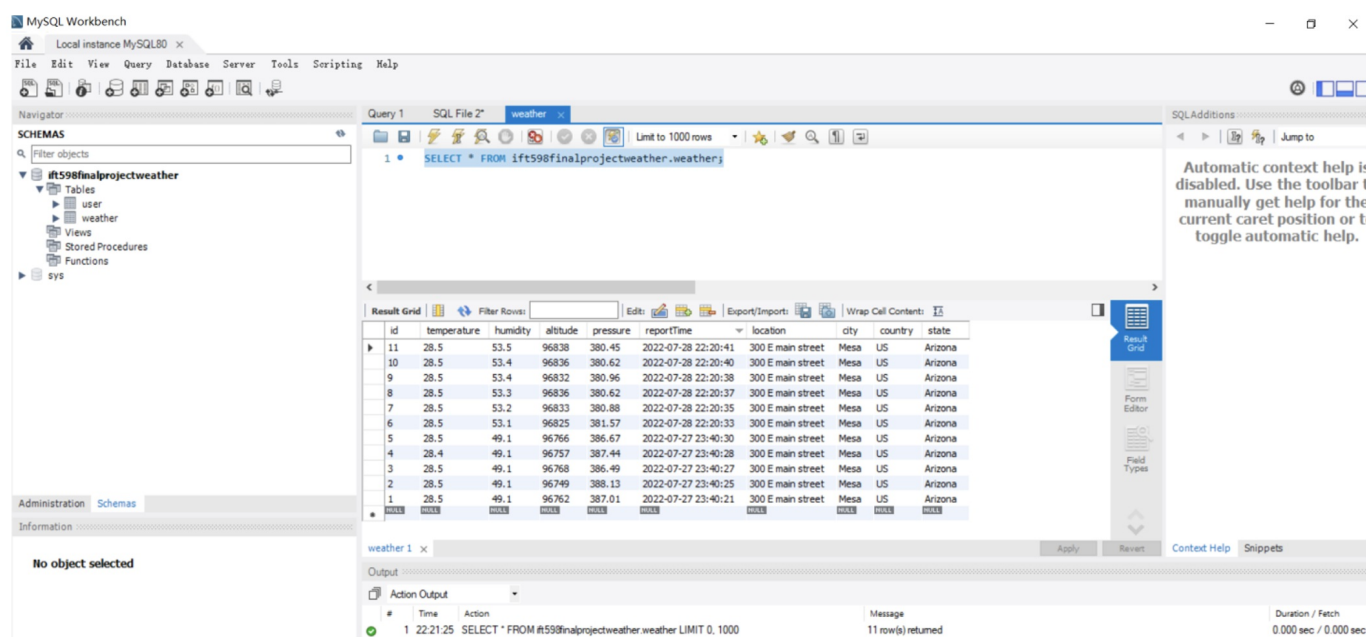 MySQL Workbench
Local instance MySQL80
File Edit View Query Database Server Tools Scripting Help
Navigator
SCHEMAS
Filter objects
ift598finalprojectweather
Tables
user
weather
Views
Stored Procedures
Functions
sys
Administration Schemas
Information
No object selected
Query 1 SQL File 2* weather
Limit to 1000 rows
1 SELECT * FROM ift598finalprojectweather.weather;
Result Grid Filter Rows: Edit: Export/Import: Wrap Cell Content:
id temperature humidity altitude pressure reportTime location city country state
11 28.5 53.5 96838 380.45 2022-07-28 22:20:41 300 E main street Mesa US Arizona
10 28.5 53.4 96836 380.62 2022-07-28 22:20:40 300 E main street Mesa US Arizona
9 28.5 53.4 96832 380.96 2022-07-28 22:20:38 300 E main street Mesa US Arizona
8 28.5 53.3 96836 380.62 2022-07-28 22:20:37 300 E main street Mesa US Arizona
7 28.5 53.2 96833 380.88 2022-07-28 22:20:35 300 E main street Mesa US Arizona
6 28.5 53.1 96825 381.57 2022-07-28 22:20:33 300 E main street Mesa US Arizona
5 28.5 49.1 96766 386.67 2022-07-27 23:40:30 300 E main street Mesa US Arizona
4 28.4 49.1 96757 387.44 2022-07-27 23:40:28 300 E main street Mesa US Arizona
3 28.5 49.1 96768 386.49 2022-07-27 23:40:27 300 E main street Mesa US Arizona
2 28.5 49.1 96749 388.13 2022-07-27 23:40:25 300 E main street Mesa US Arizona
1 28.5 49.1 96762 387.01 2022-07-27 23:40:21 300 E main street Mesa US Arizona
NULL NULL NULL NULL NULL NULL NULL NULL NULL NULL
Result
Grid
Form
Editor
Field
Types
weather 1 Apply Revert
Output
Action Output
# Time Action Message Duration / Fetch
1 22:21:25 SELECT * FROM ift598finalprojectweather.weather LIMIT 0, 1000 11 row(s) returned 0.000 sec / 0.000 sec
SQLAdditions
Jump to
Automatic context help is
disabled. Use the toolbar t
manually get help for the
current caret position or t
toggle automatic help.
Context Help Snippets